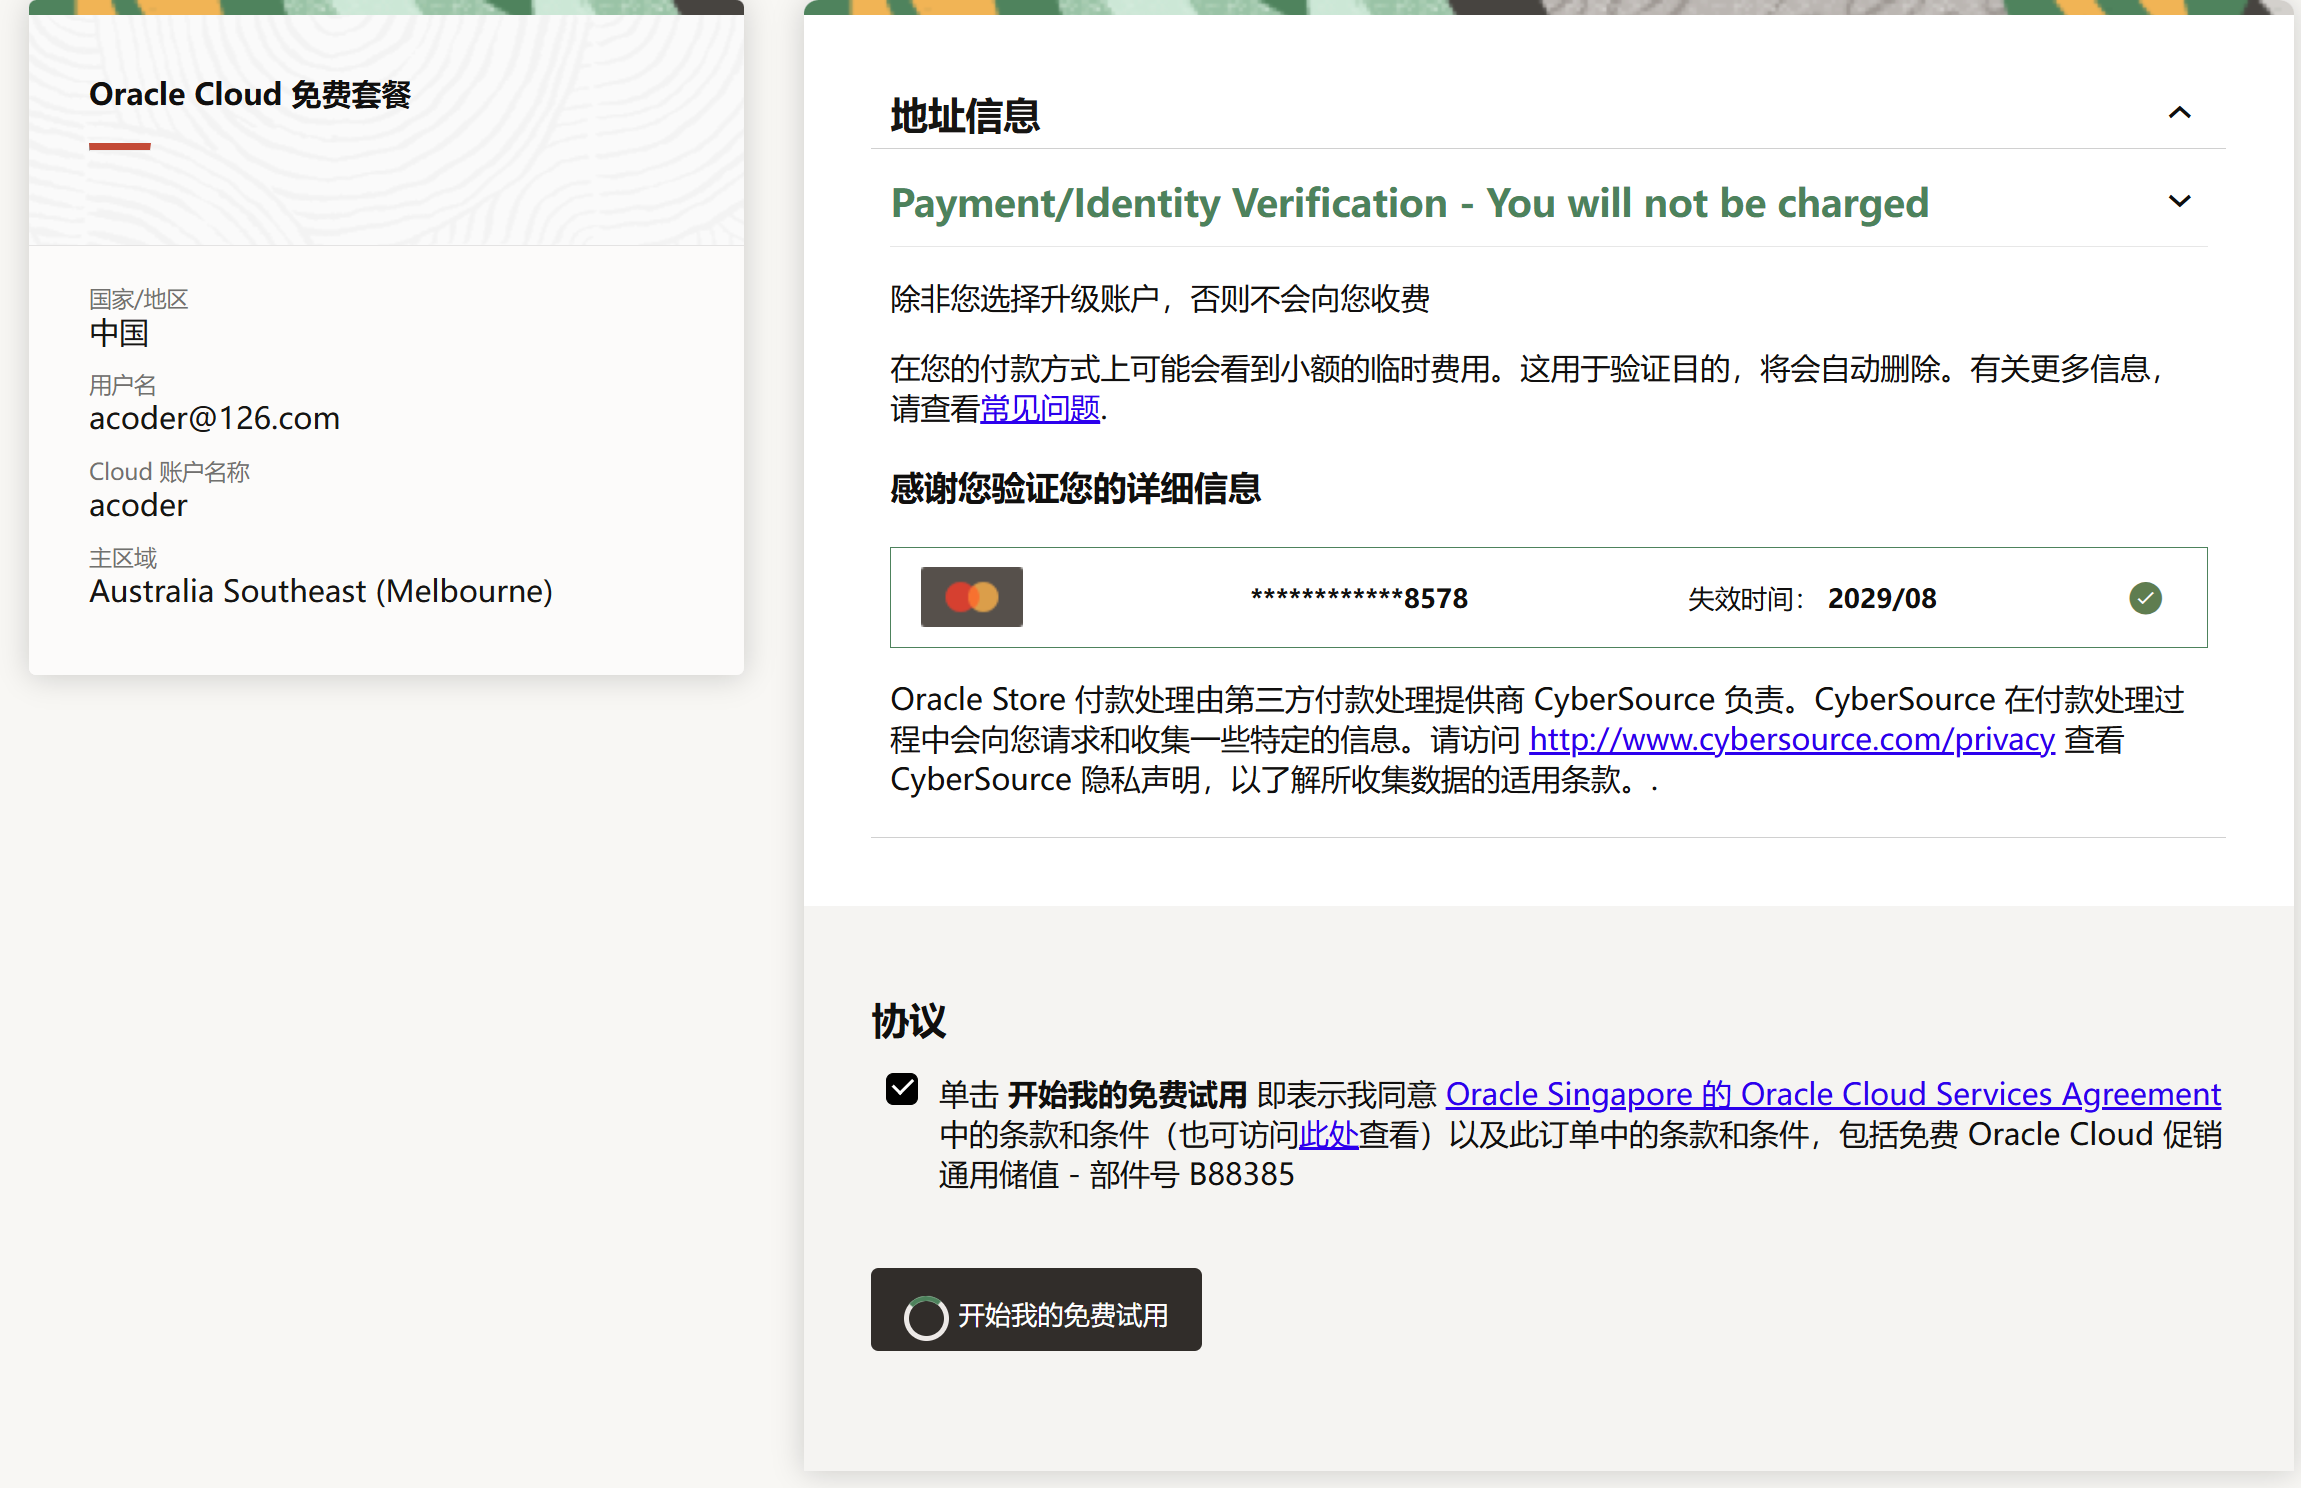 Oracle Cloud 免费套餐
国家/地区
中国
用户名
acoder@126.com
Cloud 账户名称
acoder
主区域
Australia Southeast (Melbourne)
地址信息
Payment/Identity Verification - You will not be charged
除非您选择升级账户，否则不会向您收费
在您的付款方式上可能会看到小额的临时费用。这用于验证目的，将会自动删除。有关更多信息，
请查看常见问题.
感谢您验证您的详细信息
************8578 失效时间： 2029/08
Oracle Store 付款处理由第三方付款处理提供商 CyberSource 负责。CyberSource 在付款处理过
程中会向您请求和收集一些特定的信息。请访问 http://www.cybersource.com/privacy 查看
CyberSource 隐私声明，以了解所收集数据的适用条款。.
协议
单击 开始我的免费试用 即表示我同意 Oracle Singapore 的 Oracle Cloud Services Agreement
中的条款和条件（也可访问此处查看）以及此订单中的条款和条件，包括免费 Oracle Cloud 促销
通用储值 - 部件号 B88385
开始我的免费试用